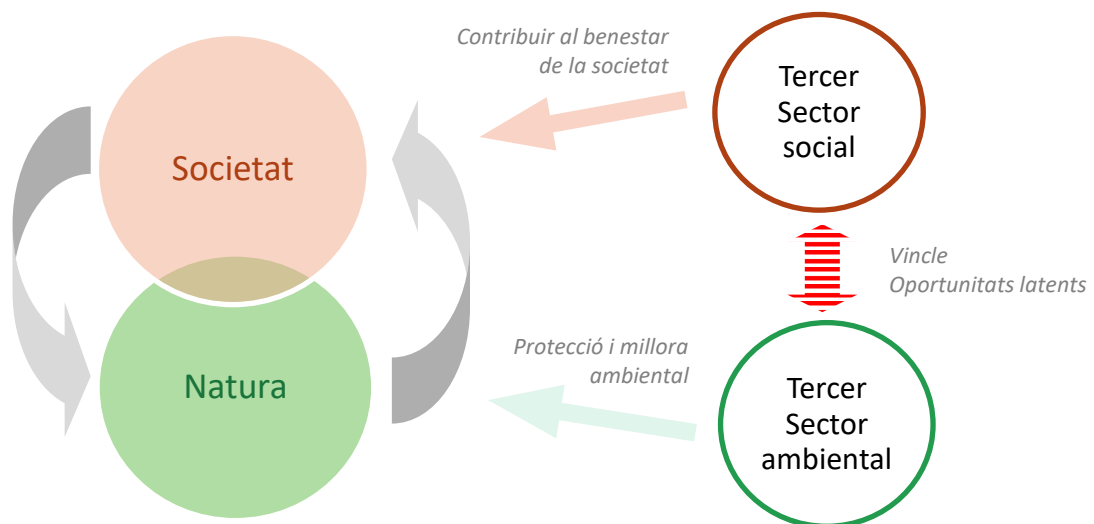 Contribuir al benestar
de la societat
Tercer
Sector
social
Societat
Vincle
Oportunitats latents
Protecció i millora
ambiental
Natura
Tercer
Sector
ambiental